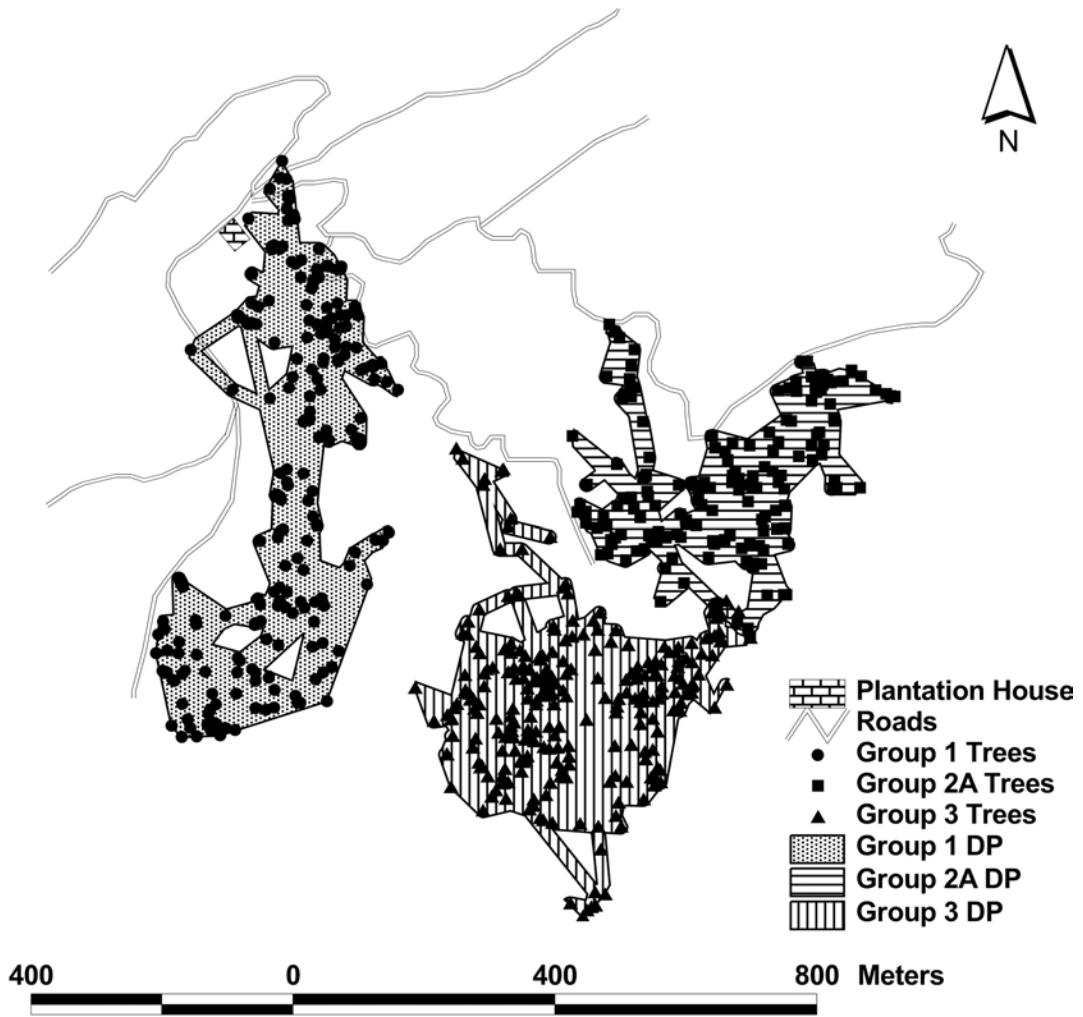 N
Plantation House
Roads
Group 1 Trees
Group 2A Trees
Group 3 Trees
Group 1 DP
Group 2A DP
Group 3 DP
400 0 400 800 Meters